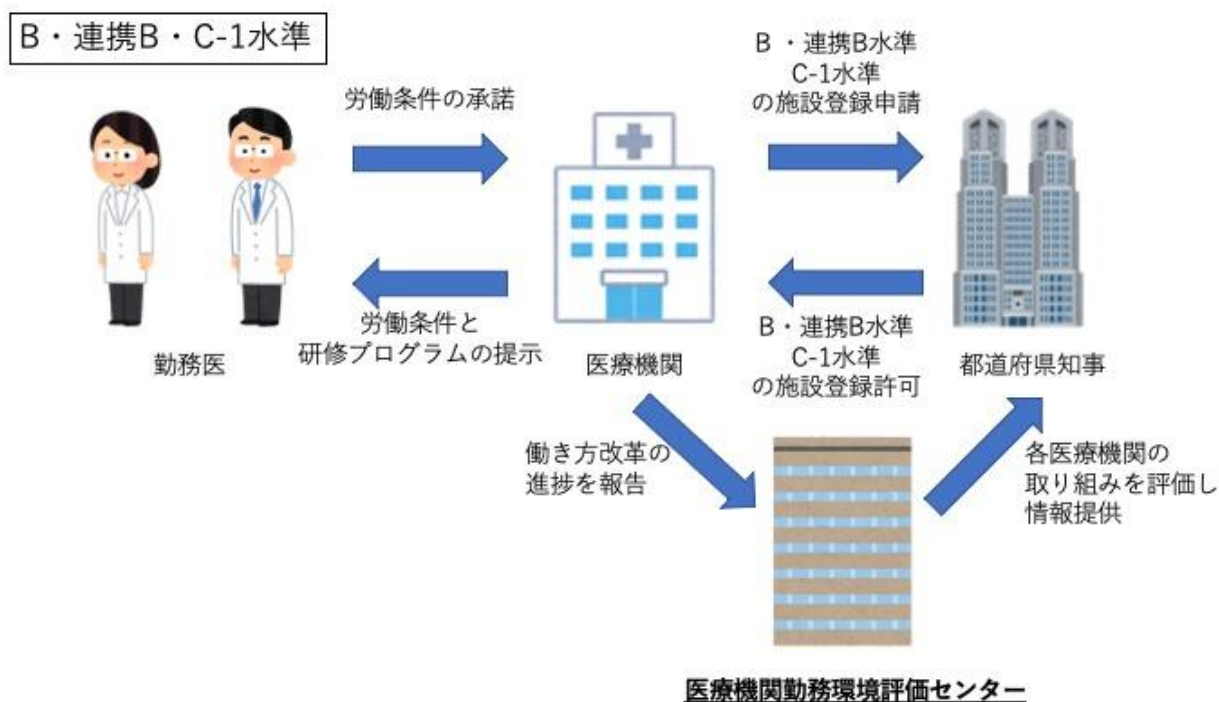 B・連携B・C-1水準
労働条件の承諾
B ・連携B水準
C-1水準
の施設登録申請
労働条件と
研修プログラムの提示
B・連携B水準
C-1水準
の施設登録許可
勤務医
医療機関
都道府県知事
働き方改革の
進捗を報告
各医療機関の
取り組みを評価し
情報提供
医療機関勤務環境評価センター